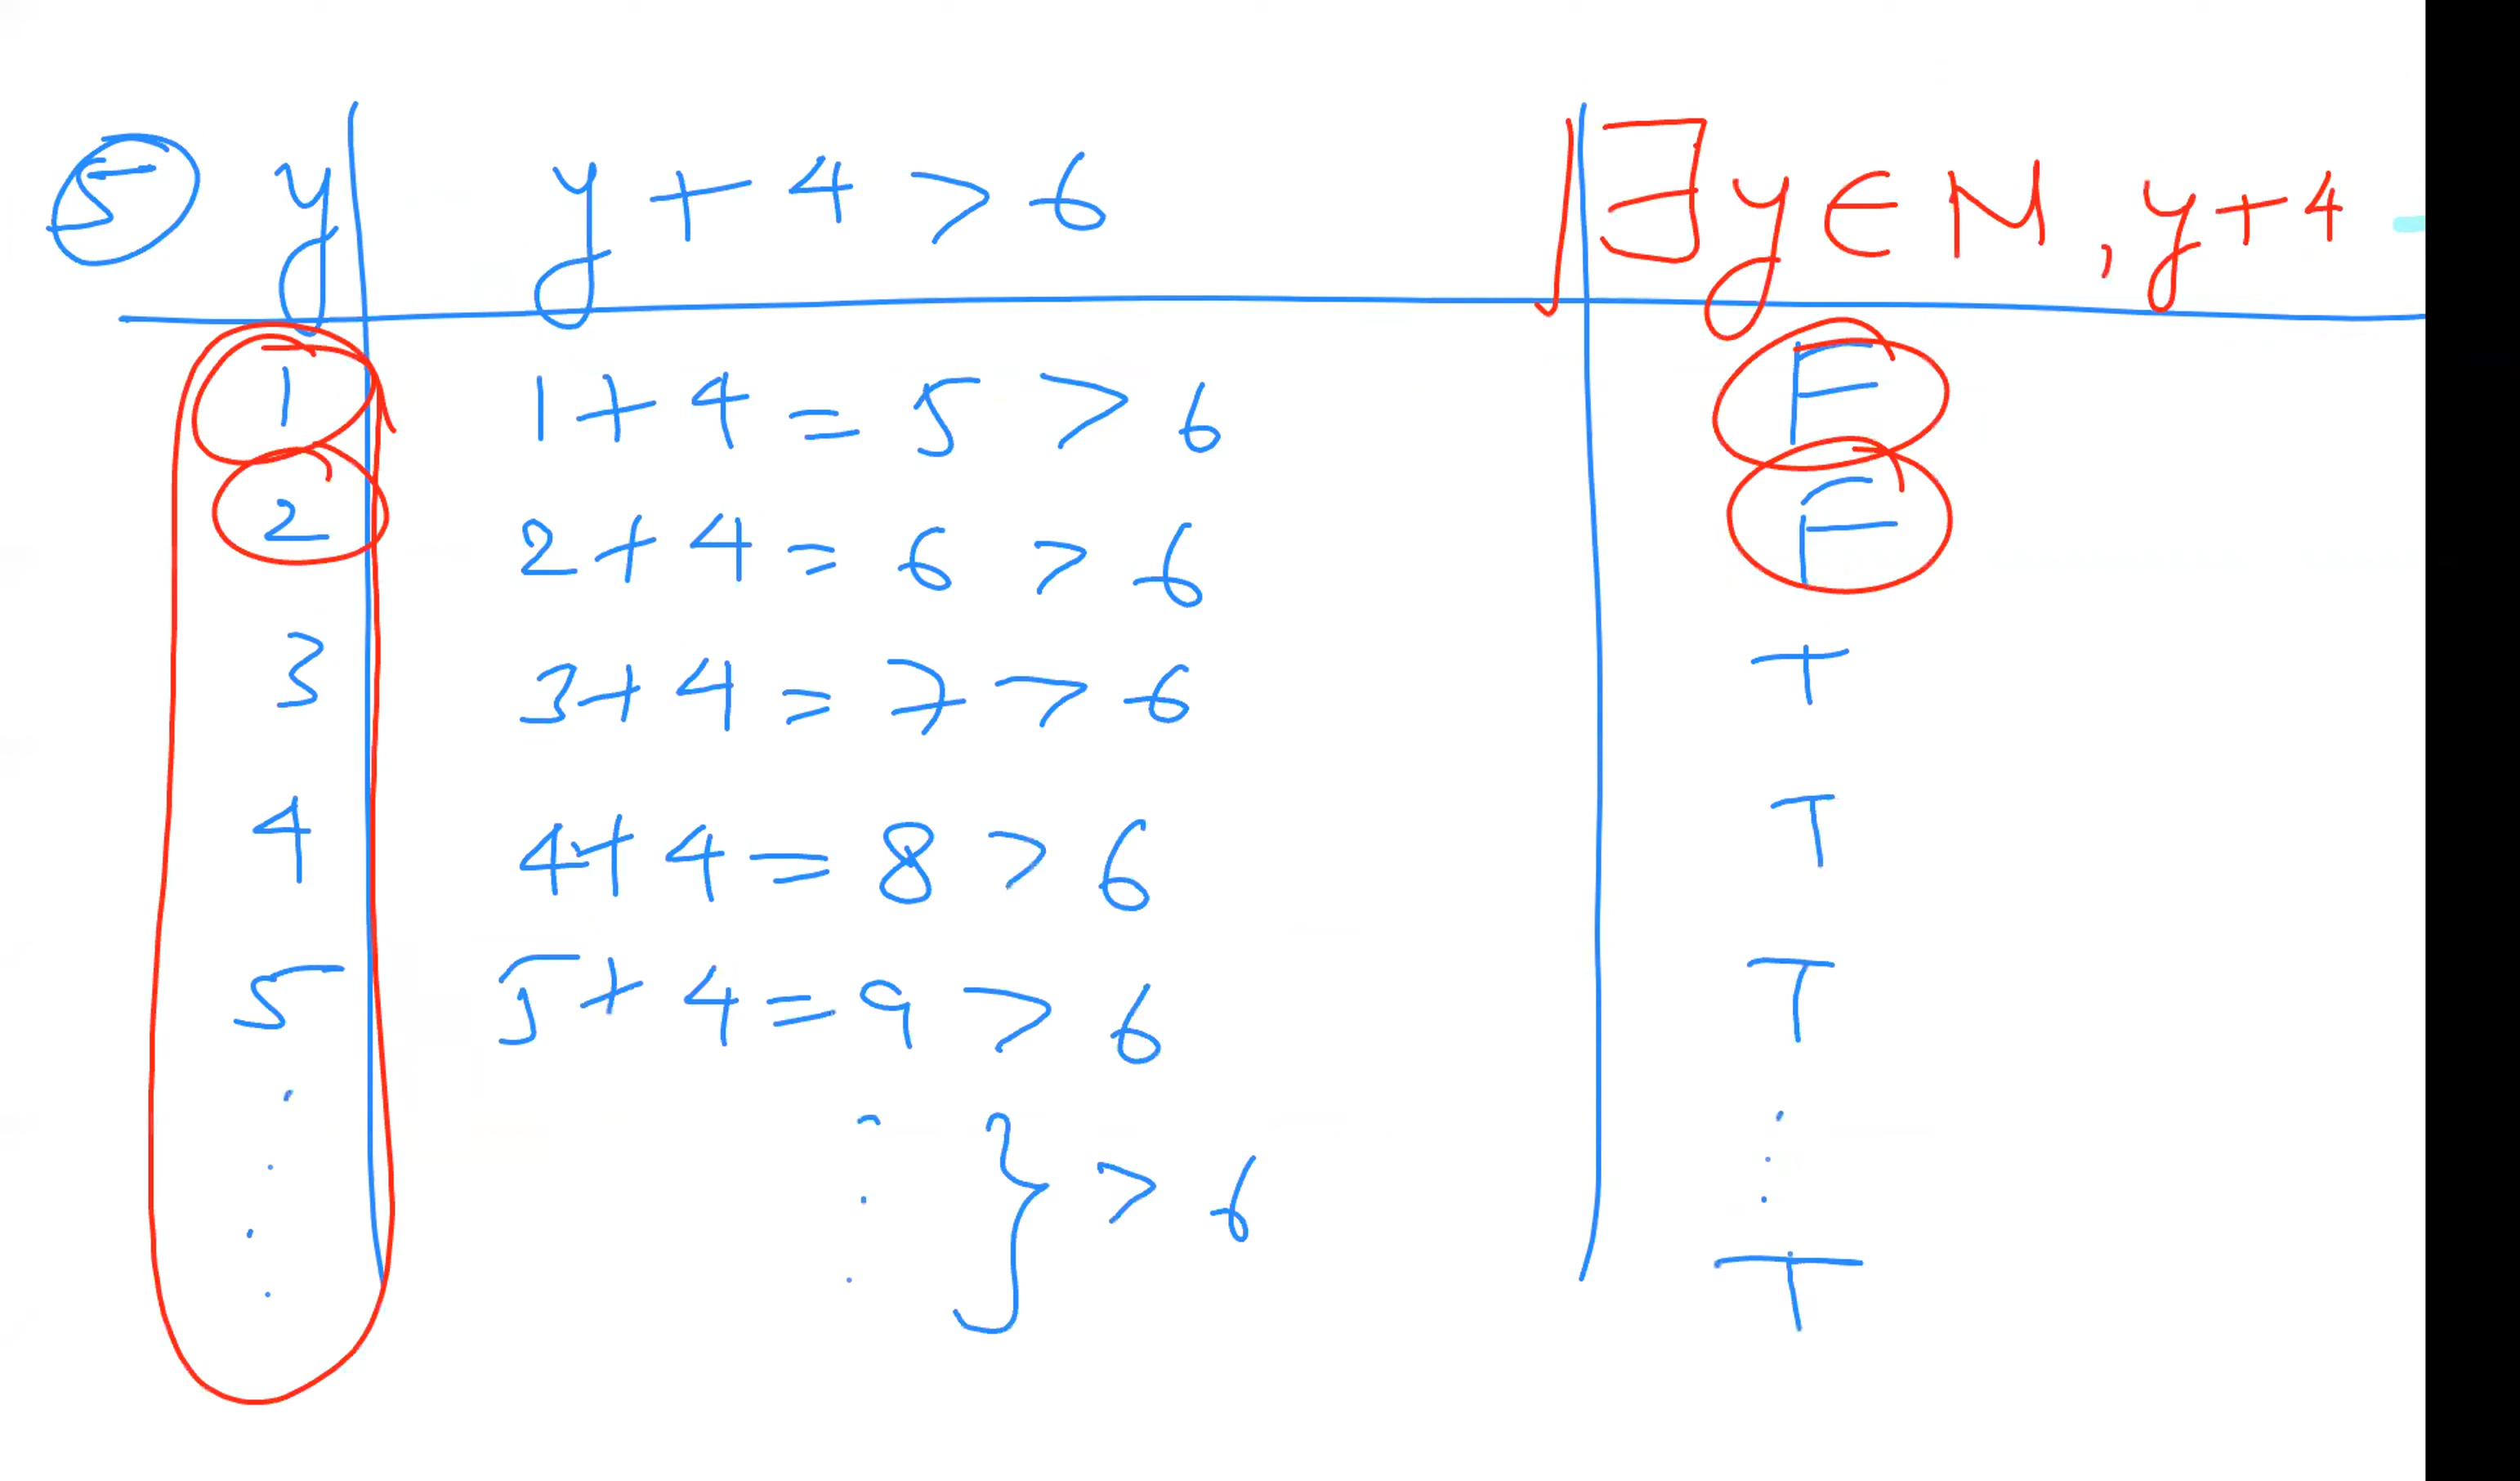 ⑤ y y + 4 > 6 ∃ y ∈ N, y + 4
1 1 + 4 = 5 > 6 F
2 2 + 4 = 6 > 6 F
3 3 + 4 = 7 > 6 T
4 4 + 4 = 8 > 6 T
5 5 + 4 = 9 > 6 T
} > 6
T